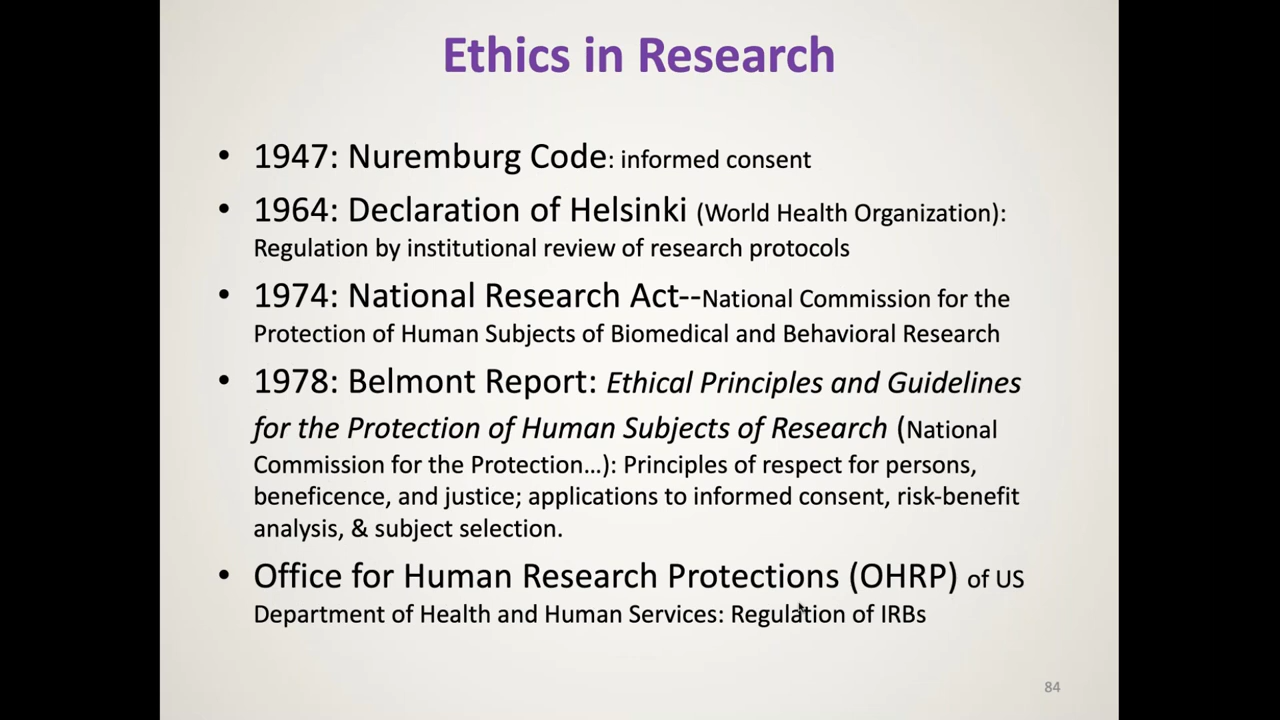 Ethics in Research
• 1947: Nuremburg Code: informed consent
• 1964: Declaration of Helsinki (World Health Organization):
Regulation by institutional review of research protocols
• 1974: National Research Act--National Commission for the
Protection of Human Subjects of Biomedical and Behavioral Research
• 1978: Belmont Report: Ethical Principles and Guidelines
for the Protection of Human Subjects of Research (National
Commission for the Protection…): Principles of respect for persons,
beneficence, and justice; applications to informed consent, risk-benefit
analysis, & subject selection.
• Office for Human Research Protections (OHRP) of US
Department of Health and Human Services: Regulation of IRBs
84